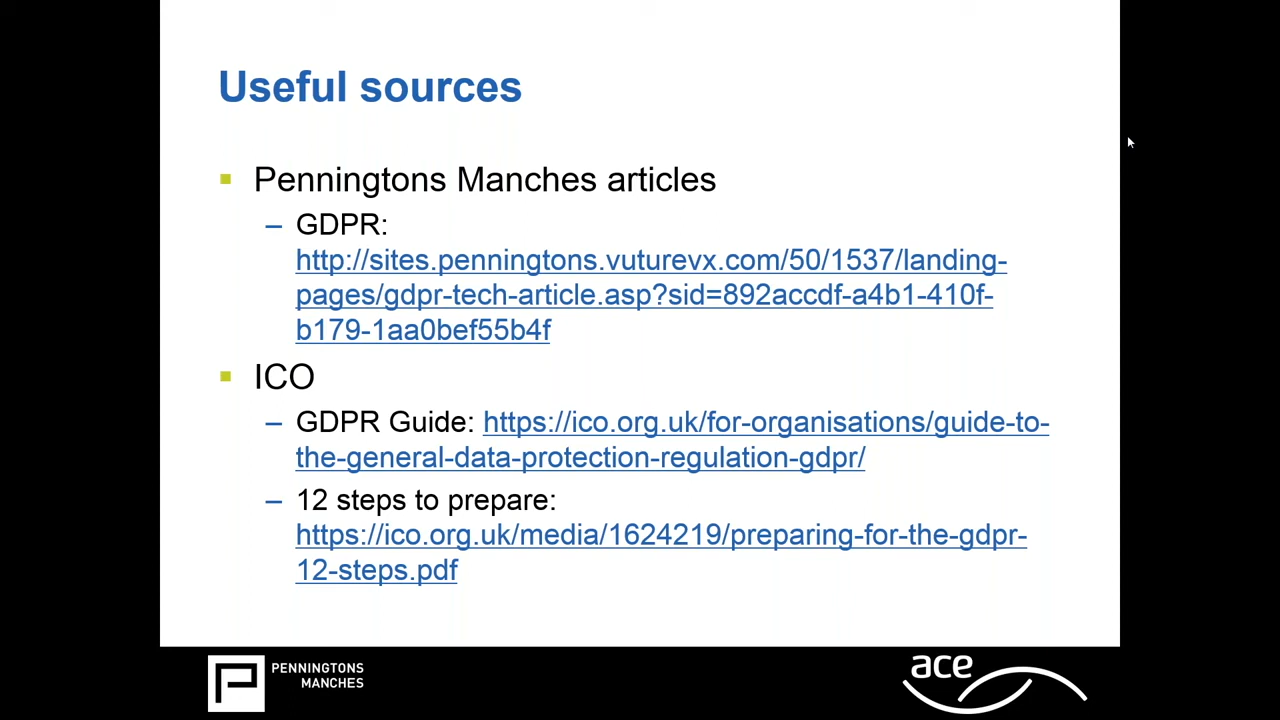 Useful sources
Penningtons Manches articles
– GDPR:
http://sites.penningtons.vuturevx.com/50/1537/landing-
pages/gdpr-tech-article.asp?sid=892accdf-a4b1-410f-
b179-1aa0bef55b4f
ICO
– GDPR Guide: https://ico.org.uk/for-organisations/guide-to-
the-general-data-protection-regulation-gdpr/
– 12 steps to prepare:
https://ico.org.uk/media/1624219/preparing-for-the-gdpr-
12-steps.pdf
PENNINGTONS
MANCHES
ace